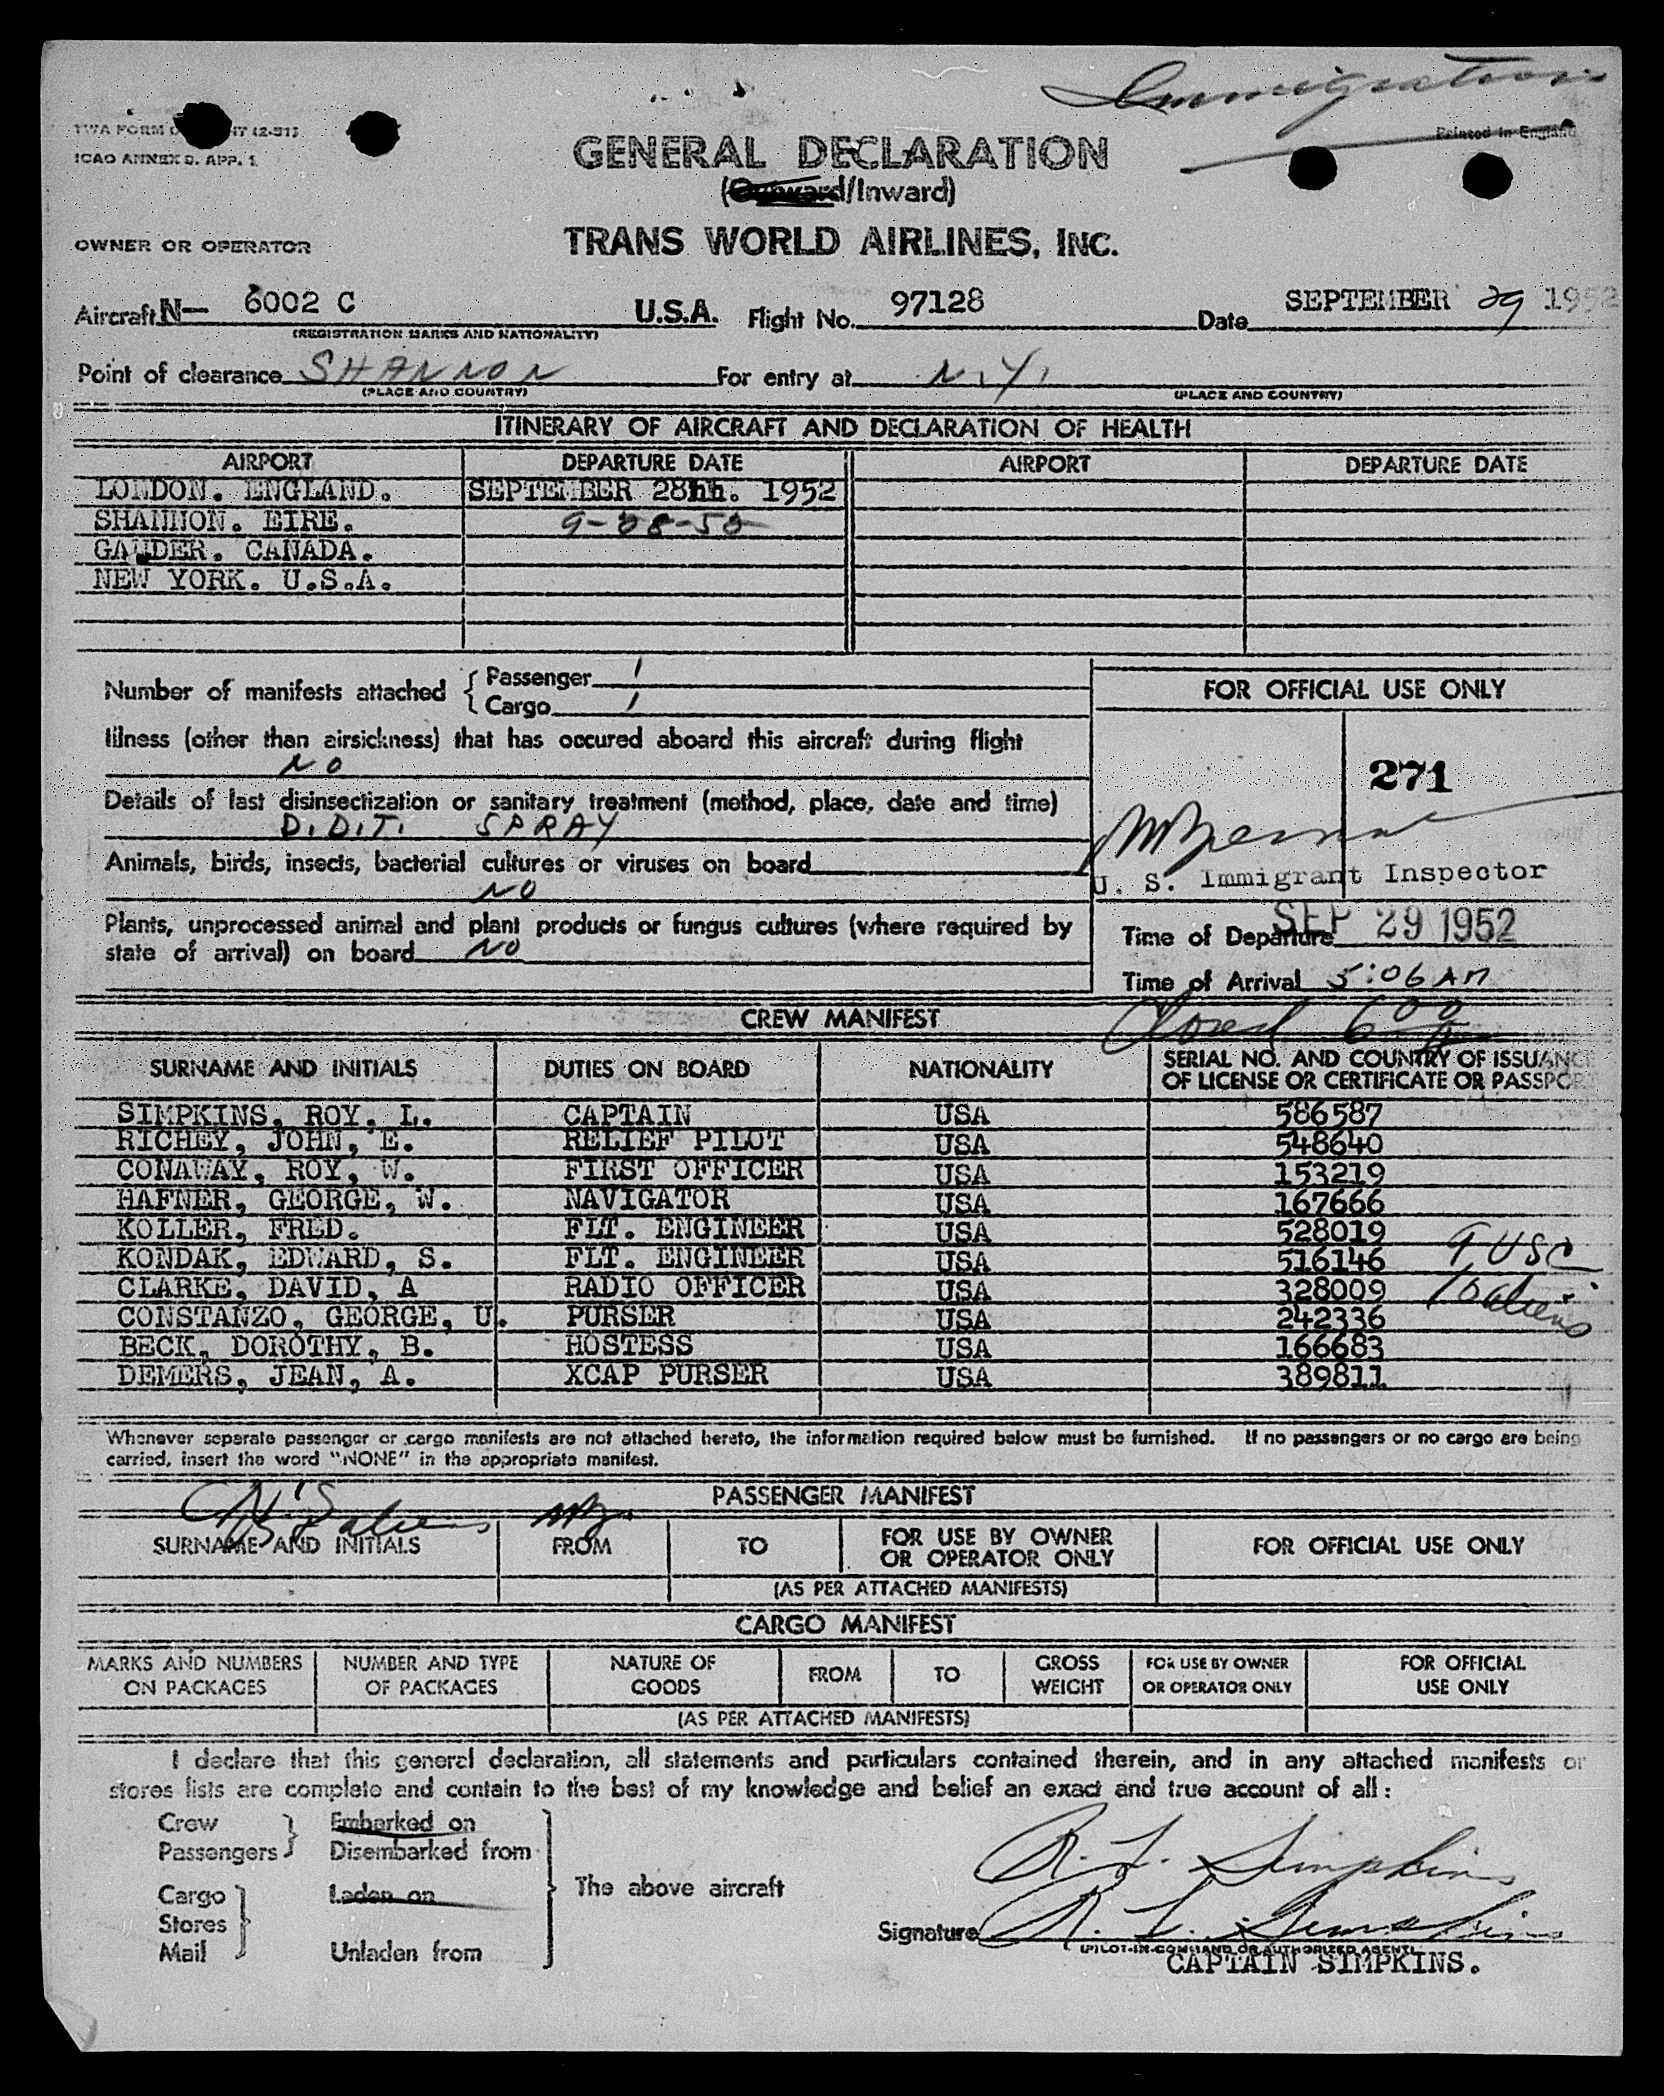 Immigration
TWA FORM
ICAO ANNEX 9. APP. 1
Printed in England
GENERAL DECLARATION
(Outward/Inward)
OWNER OR OPERATOR
TRANS WORLD AIRLINES, INC.
Aircraft N— 6002 C U.S.A. Flight No. 97128 Date SEPTEMBER 29 1952
(REGISTRATION MARKS AND NATIONALITY)
Point of clearance SHANNON For entry at N.Y.
(PLACE AND COUNTRY) (PLACE AND COUNTRY)
ITINERARY OF AIRCRAFT AND DECLARATION OF HEALTH
AIRPORT DEPARTURE DATE AIRPORT DEPARTURE DATE
LONDON. ENGLAND. SEPTEMBER 28th. 1952
SHANNON. EIRE. 9-28-52
GANDER. CANADA.
NEW YORK. U.S.A.
Number of manifests attached { Passenger 1
Cargo 1
FOR OFFICIAL USE ONLY
Illness (other than airsickness) that has occured aboard this aircraft during flight
NO
271
Details of last disinsectization or sanitary treatment (method, place, date and time)
D.D.T. SPRAY
Animals, birds, insects, bacterial cultures or viruses on board
NO
U. S. Immigrant Inspector
Plants, unprocessed animal and plant products or fungus cultures (where required by
state of arrival) on board NO
Time of Departure SEP 29 1952
Time of Arrival 5:06 AM
Closed 6 00
CREW MANIFEST
SURNAME AND INITIALS DUTIES ON BOARD NATIONALITY SERIAL NO. AND COUNTRY OF ISSUANCE
OF LICENSE OR CERTIFICATE OR PASSPORT
SIMPKINS, ROY, L. CAPTAIN USA 586587
RICHEY, JOHN, E. RELIEF PILOT USA 548640
CONAWAY, ROY, W. FIRST OFFICER USA 153219
HAFNER, GEORGE, W. NAVIGATOR USA 167666
KOLLER, FRED. FLT. ENGINEER USA 528019
KONDAK, EDWARD, S. FLT. ENGINEER USA 516146 9 USC
CLARKE, DAVID, A RADIO OFFICER USA 328009 10 aliens
CONSTANZO, GEORGE, U. PURSER USA 242336
BECK, DOROTHY, B. HOSTESS USA 166683
DEMERS, JEAN, A. XCAP PURSER USA 389811
Whenever separate passenger or cargo manifests are not attached hereto, the information required below must be furnished. If no passengers or no cargo are being
carried, insert the word "NONE" in the appropriate manifest.
PASSENGER MANIFEST
SURNAME AND INITIALS FROM TO FOR USE BY OWNER
OR OPERATOR ONLY FOR OFFICIAL USE ONLY
(AS PER ATTACHED MANIFESTS)
CARGO MANIFEST
MARKS AND NUMBERS
ON PACKAGES NUMBER AND TYPE
OF PACKAGES NATURE OF
GOODS FROM TO GROSS
WEIGHT FOR USE BY OWNER
OR OPERATOR ONLY FOR OFFICIAL
USE ONLY
(AS PER ATTACHED MANIFESTS)
I declare that this general declaration, all statements and particulars contained therein, and in any attached manifests or
stores lists are complete and contain to the best of my knowledge and belief an exact and true account of all :
Crew Embarked on
Passengers Disembarked from
R. L. Simpkins
Cargo Laden on The above aircraft
Stores
Signature R. L. Simpkins
Mail Unladen from
(PILOT-IN-COMMAND OR AUTHORIZED AGENT)
CAPTAIN SIMPKINS.